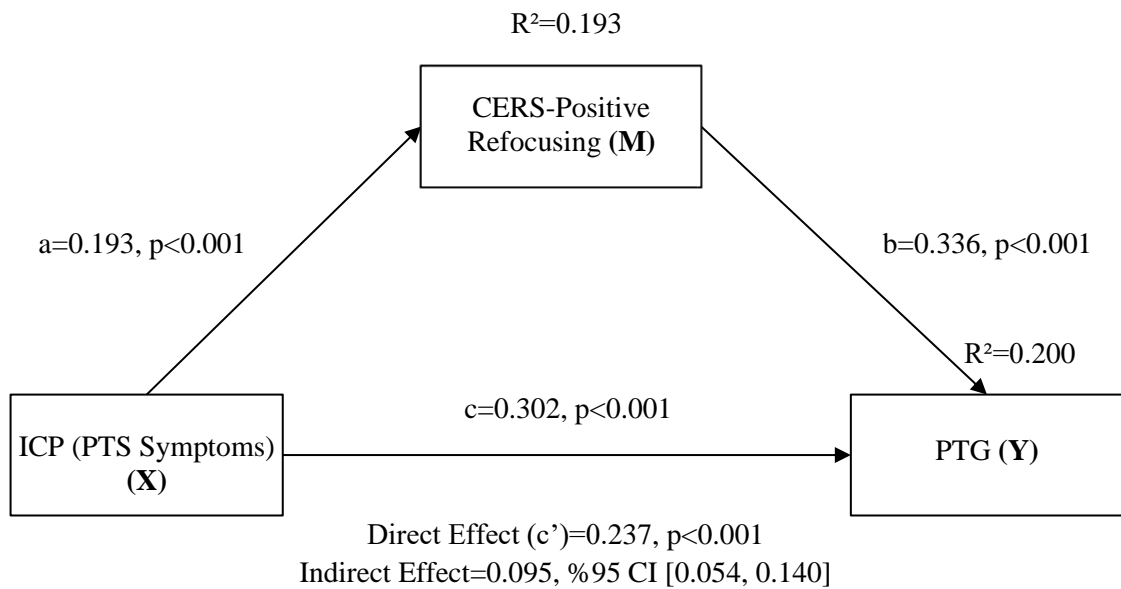 R²=0.193
CERS-Positive
Refocusing (M)
a=0.193, p<0.001
b=0.336, p<0.001
R²=0.200
c=0.302, p<0.001
ICP (PTS Symptoms)
(X)
PTG (Y)
Direct Effect (c’)=0.237, p<0.001
Indirect Effect=0.095, %95 CI [0.054, 0.140]